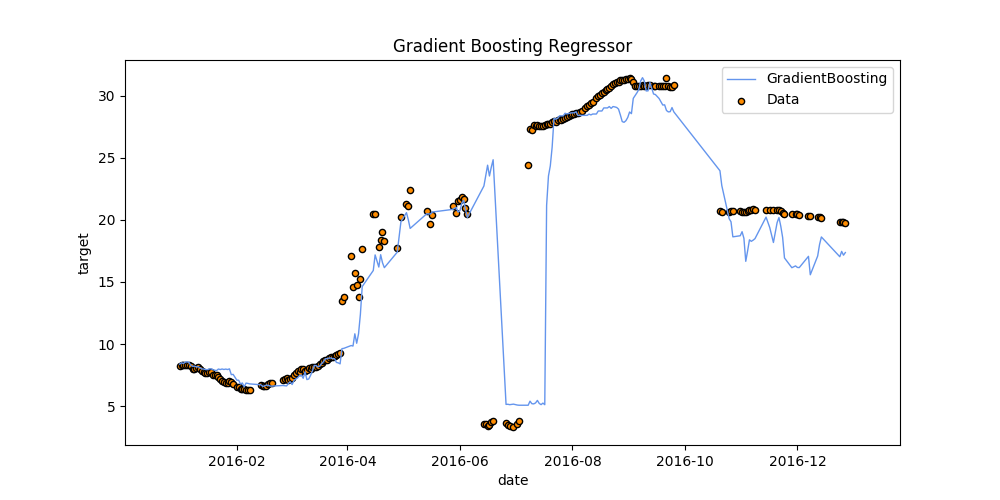 Gradient Boosting Regressor
GradientBoosting
Data
30
25
20
15
10
5
target
2016-02
2016-04
2016-06
2016-08
2016-10
2016-12
date